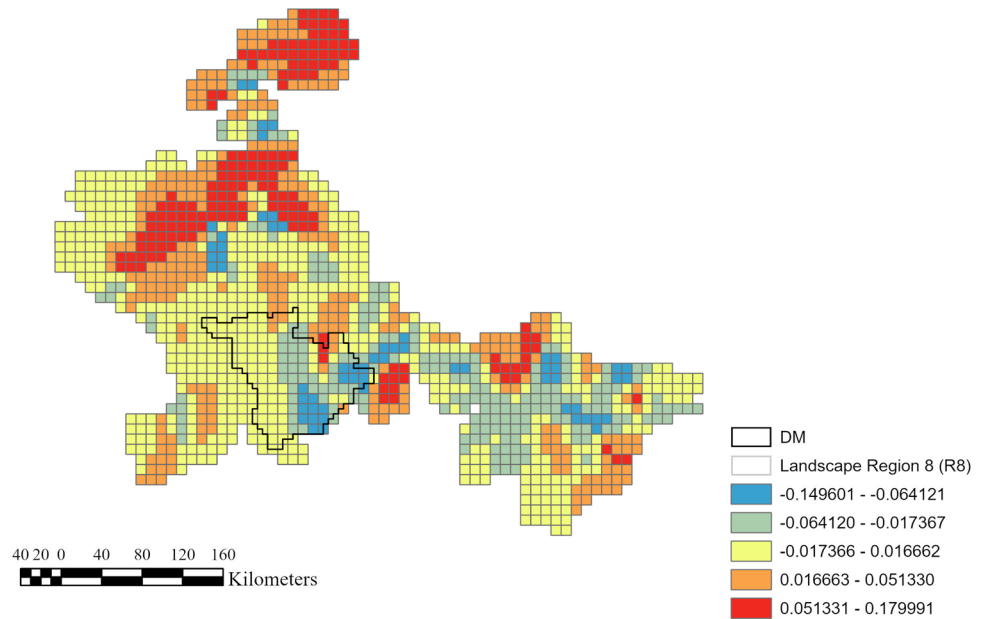 DM
Landscape Region 8 (R8)
-0.149601 - -0.064121
-0.064120 - -0.017367
-0.017366 - 0.016662
0.016663 - 0.051330
0.051331 - 0.179991
40 20 0 40 80 120 160
Kilometers